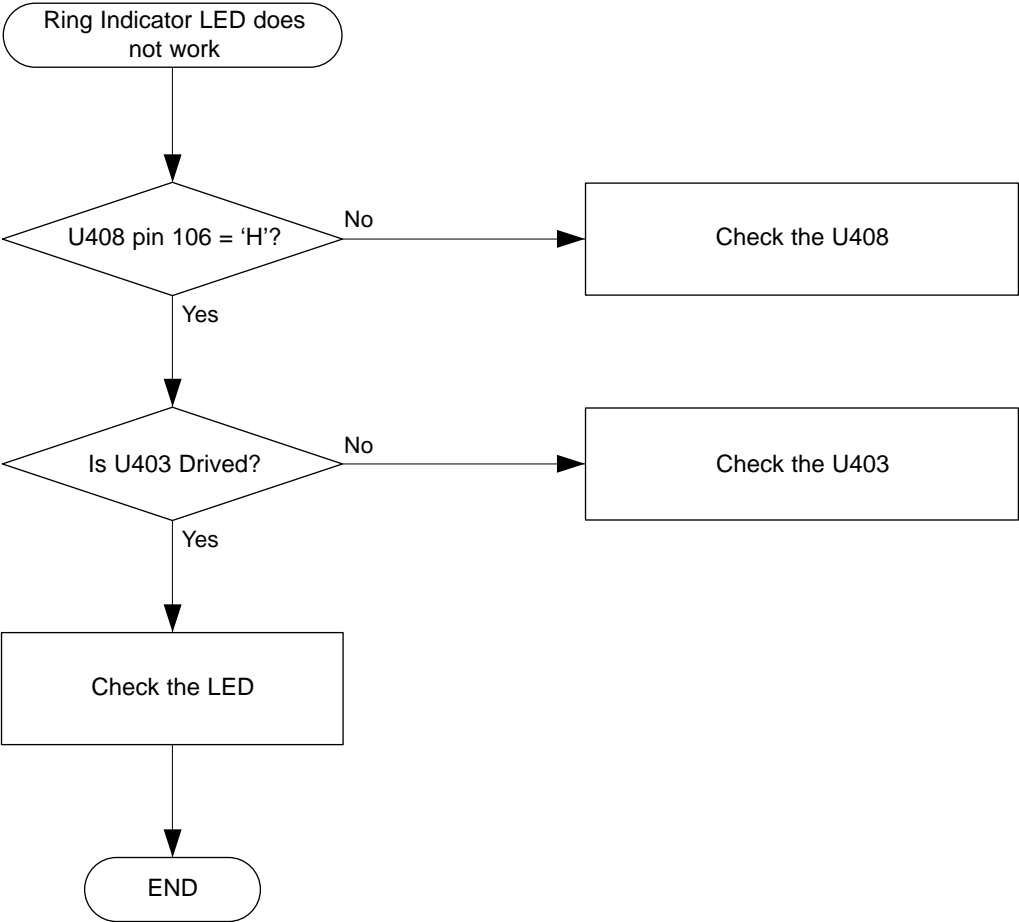 Ring Indicator LED does
not work
U408 pin 106 = ‘H’?
No
Check the U408
Yes
Is U403 Drived?
No
Check the U403
Yes
Check the LED
END